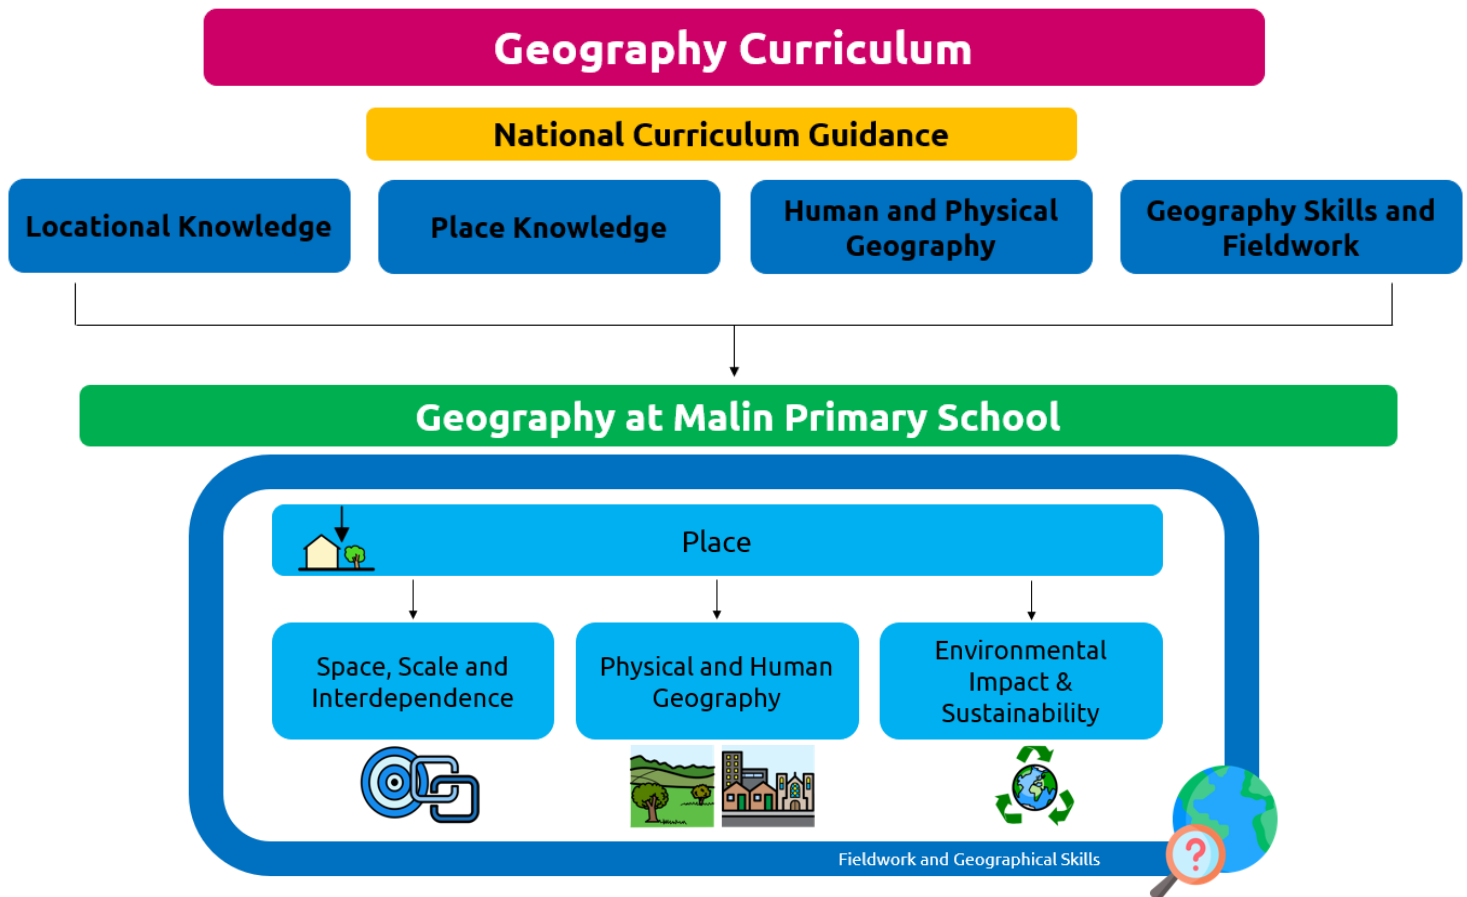 Geography Curriculum
National Curriculum Guidance
Locational Knowledge
Place Knowledge
Human and Physical
Geography
Geography Skills and
Fieldwork
Geography at Malin Primary School
Place
Space, Scale and
Interdependence
Physical and Human
Geography
Environmental
Impact &
Sustainability
Fieldwork and Geographical Skills
?